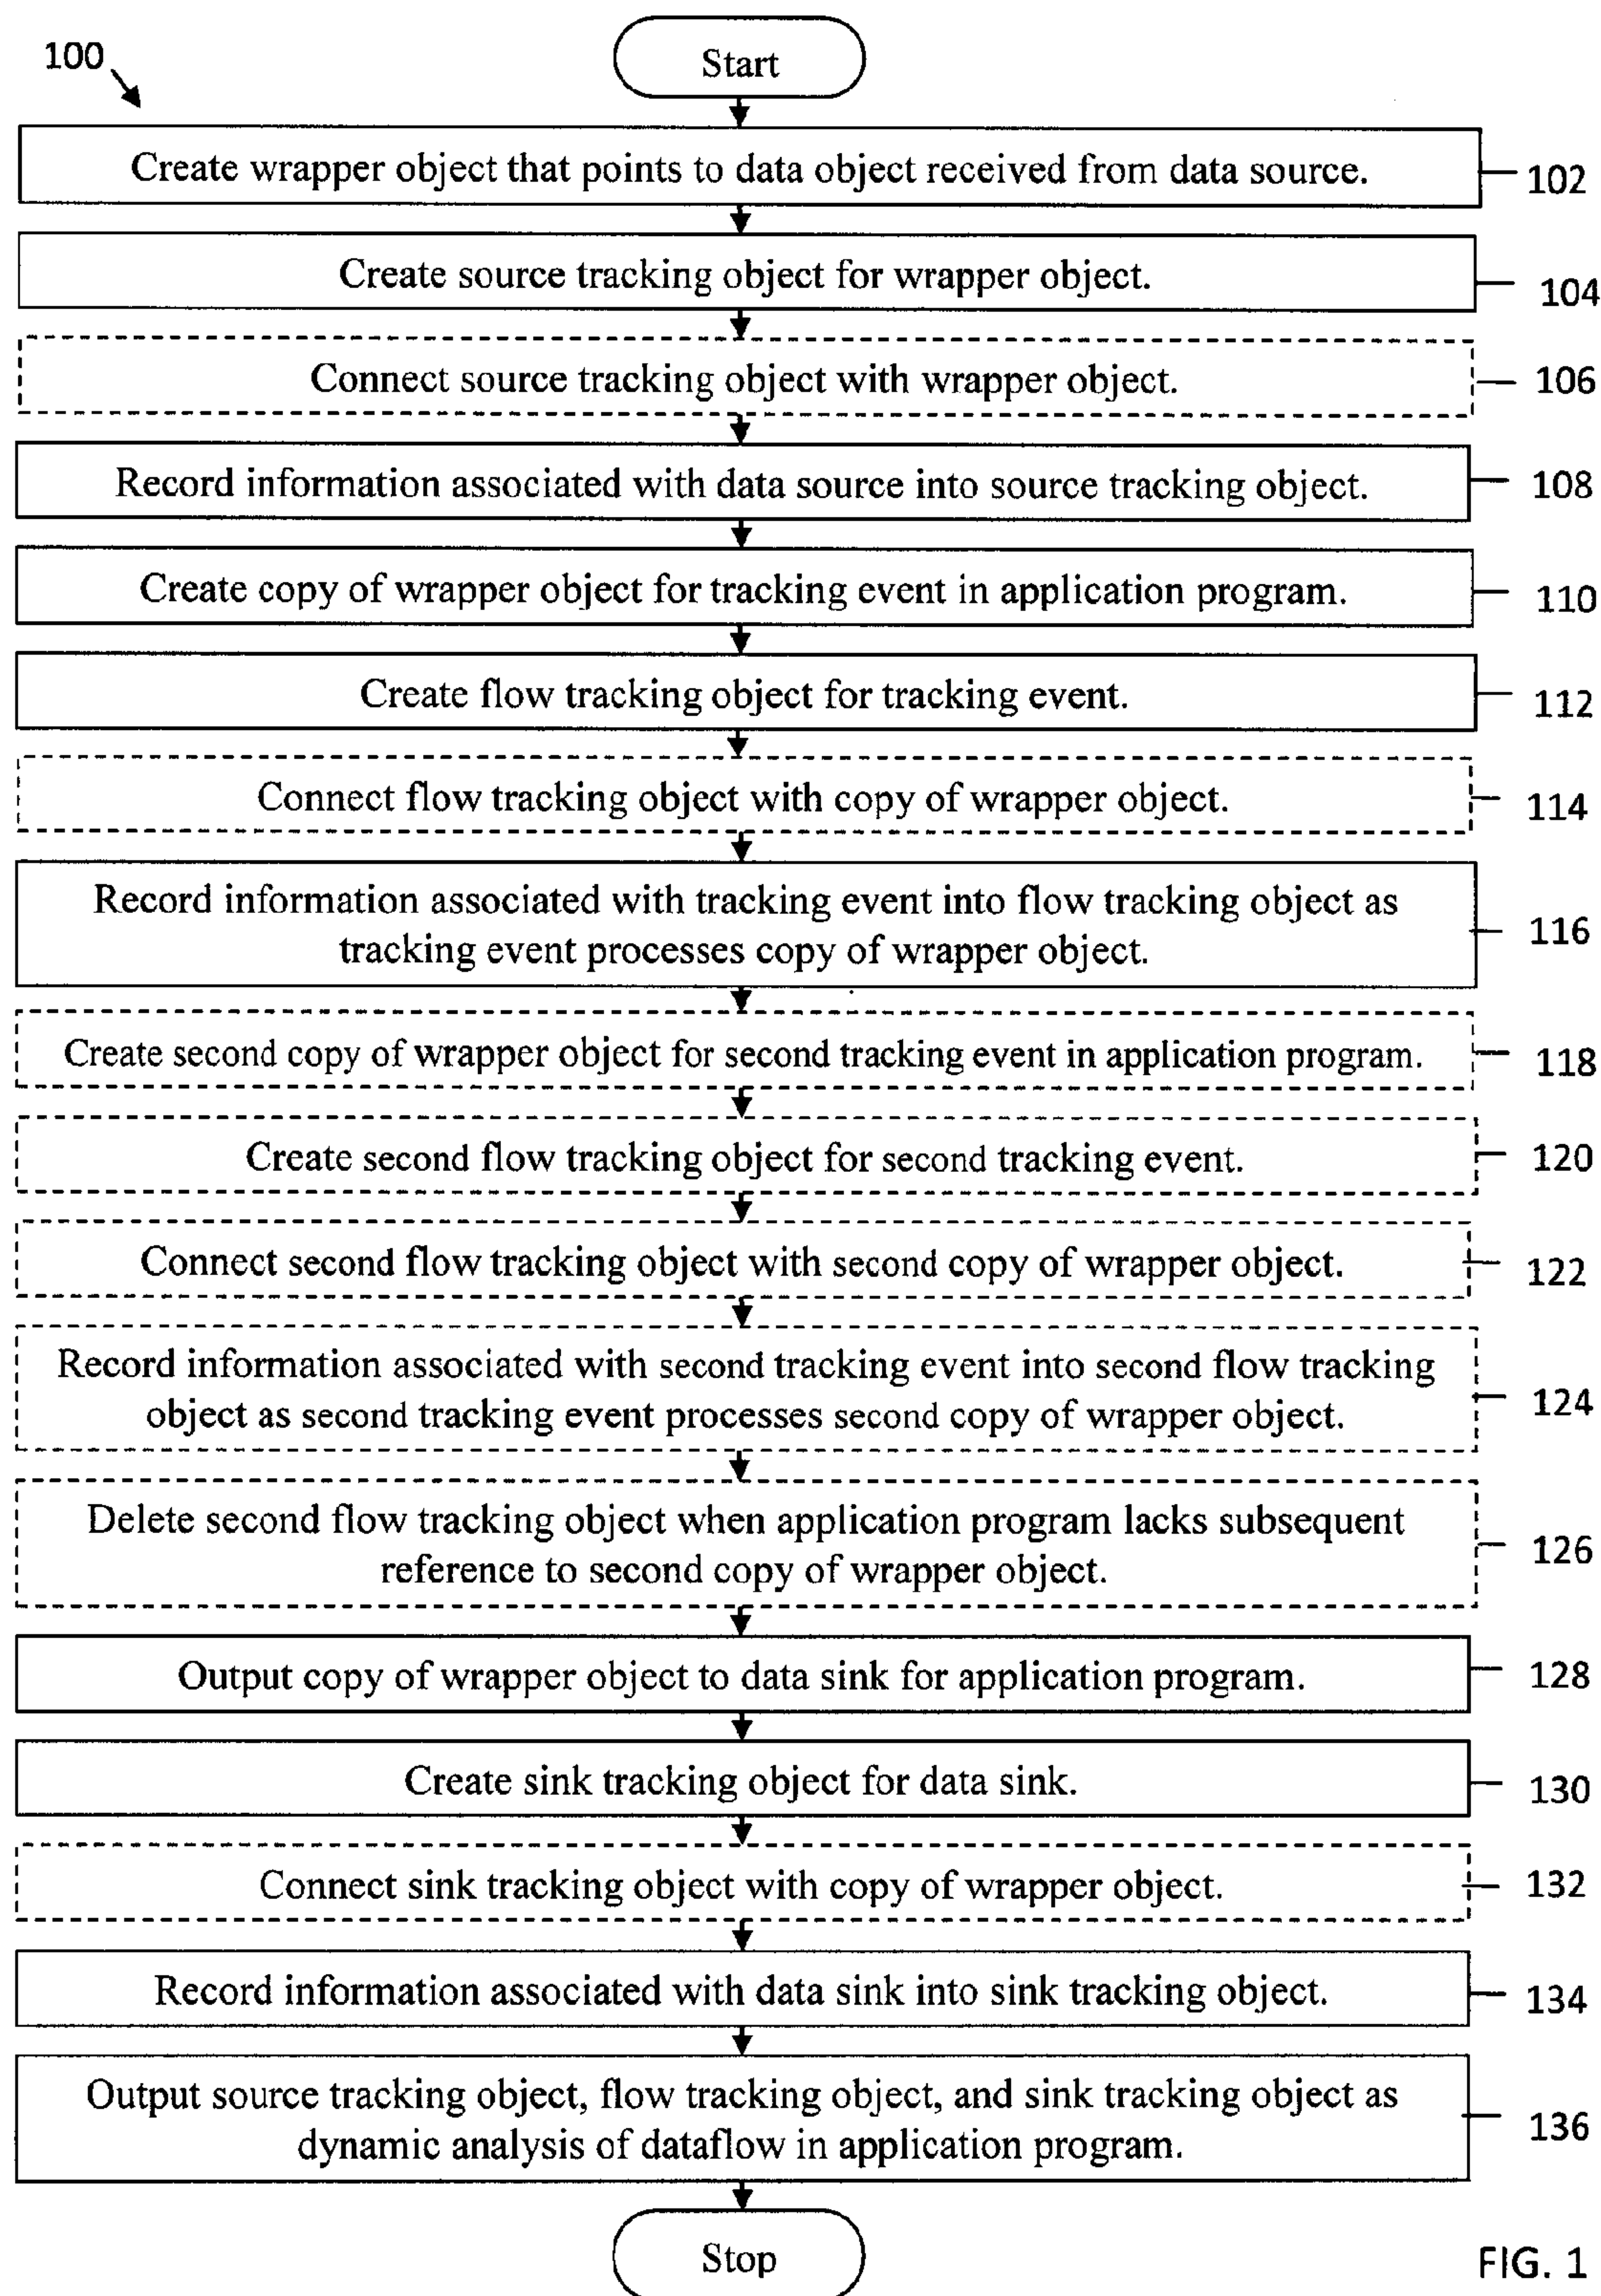 100
Start
Create wrapper object that points to data object received from data source.
102
Create source tracking object for wrapper object.
104
Connect source tracking object with wrapper object.
106
Record information associated with data source into source tracking object.
108
Create copy of wrapper object for tracking event in application program.
110
Create flow tracking object for tracking event.
112
Connect flow tracking object with copy of wrapper object.
114
Record information associated with tracking event into flow tracking object as
tracking event processes copy of wrapper object.
116
Create second copy of wrapper object for second tracking event in application program.
118
Create second flow tracking object for second tracking event.
120
Connect second flow tracking object with second copy of wrapper object.
122
Record information associated with second tracking event into second flow tracking
object as second tracking event processes second copy of wrapper object.
124
Delete second flow tracking object when application program lacks subsequent
reference to second copy of wrapper object.
126
Output copy of wrapper object to data sink for application program.
128
Create sink tracking object for data sink.
130
Connect sink tracking object with copy of wrapper object.
132
Record information associated with data sink into sink tracking object.
134
Output source tracking object, flow tracking object, and sink tracking object as
dynamic analysis of dataflow in application program.
136
Stop
FIG. 1